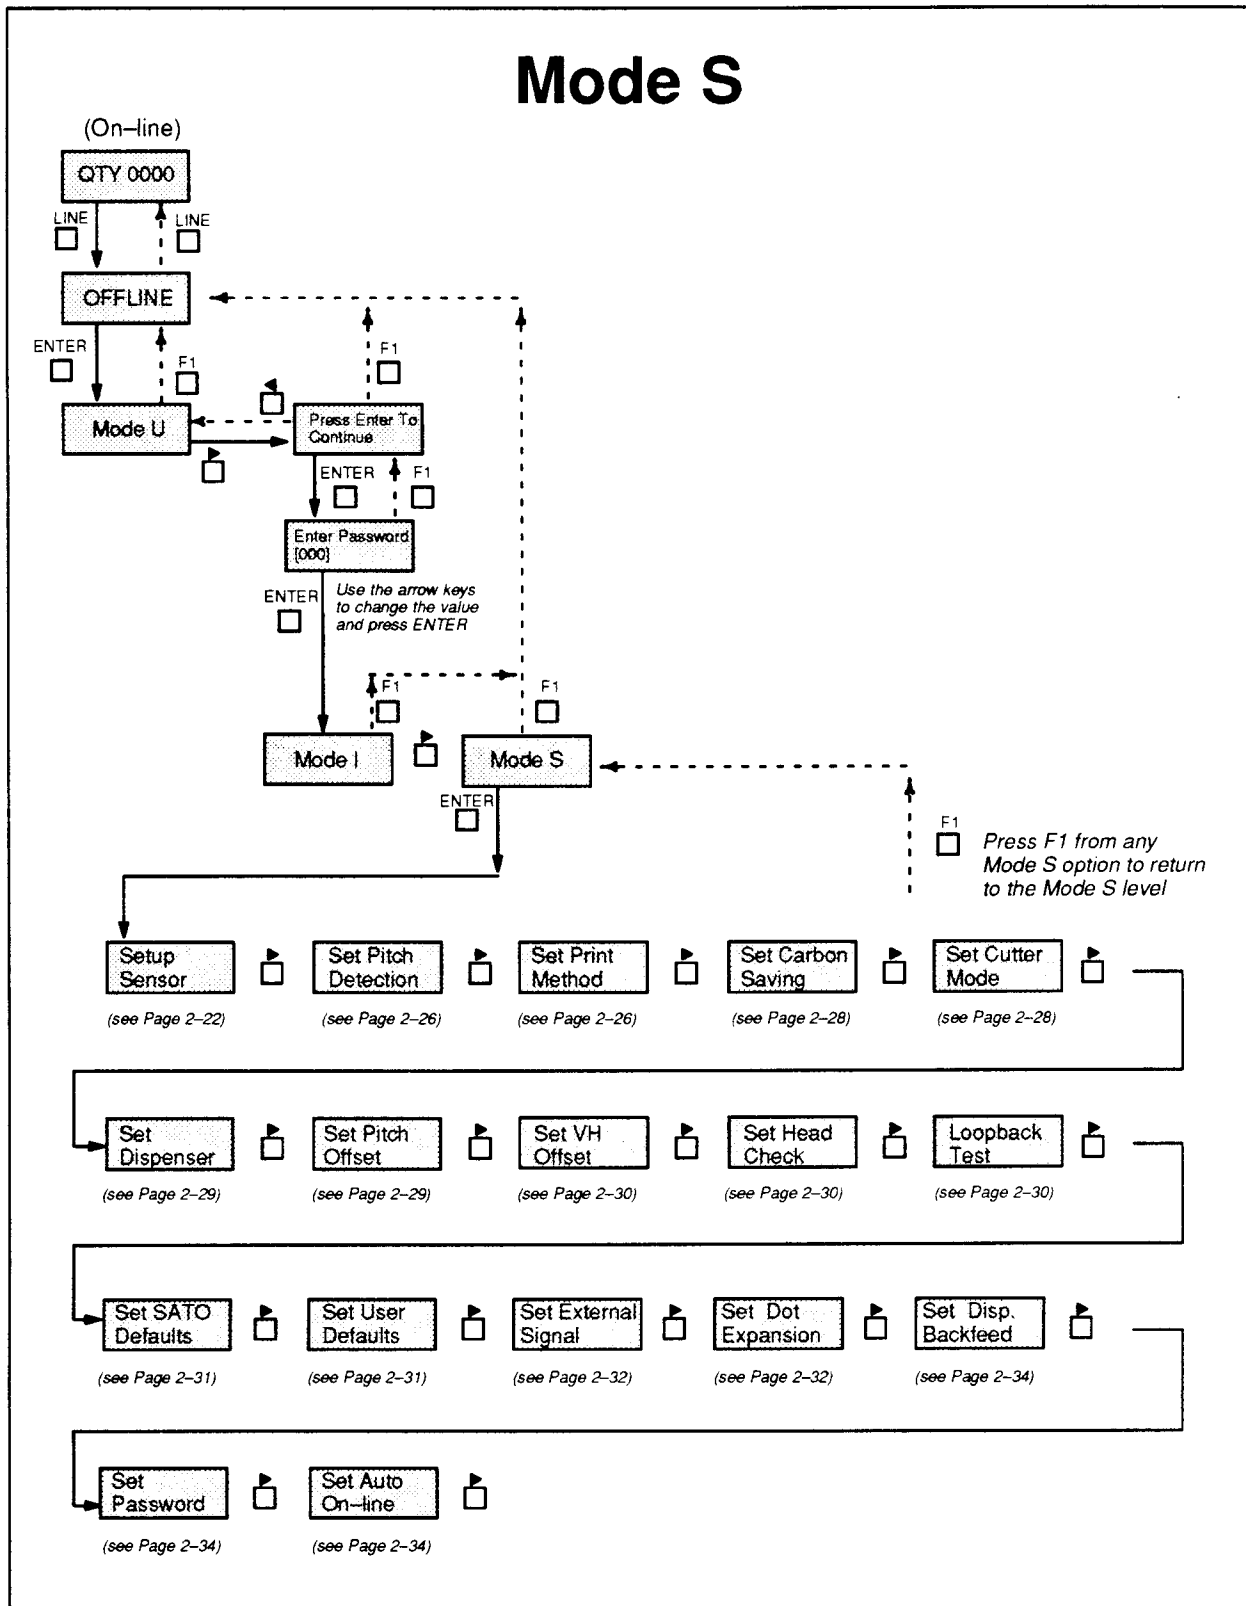 Mode S
(On–line)
QTY 0000
LINE
LINE
OFFLINE
ENTER
F1
F1
Mode U
Press Enter To
Continue
ENTER
F1
Enter Password
[000]
ENTER
Use the arrow keys
to change the value
and press ENTER
F1
F1
Mode I
Mode S
ENTER
F1
Press F1 from any
Mode S option to return
to the Mode S level
Setup
Sensor
Set Pitch
Detection
Set Print
Method
Set Carbon
Saving
Set Cutter
Mode
(see Page 2–22)
(see Page 2–26)
(see Page 2–26)
(see Page 2–28)
(see Page 2–28)
Set
Dispenser
Set Pitch
Offset
Set VH
Offset
Set Head
Check
Loopback
Test
(see Page 2–29)
(see Page 2–29)
(see Page 2–30)
(see Page 2–30)
(see Page 2–30)
Set SATO
Defaults
Set User
Defaults
Set External
Signal
Set Dot
Expansion
Set Disp.
Backfeed
(see Page 2–31)
(see Page 2–31)
(see Page 2–32)
(see Page 2–32)
(see Page 2–34)
Set
Password
Set Auto
On–line
(see Page 2–34)
(see Page 2–34)